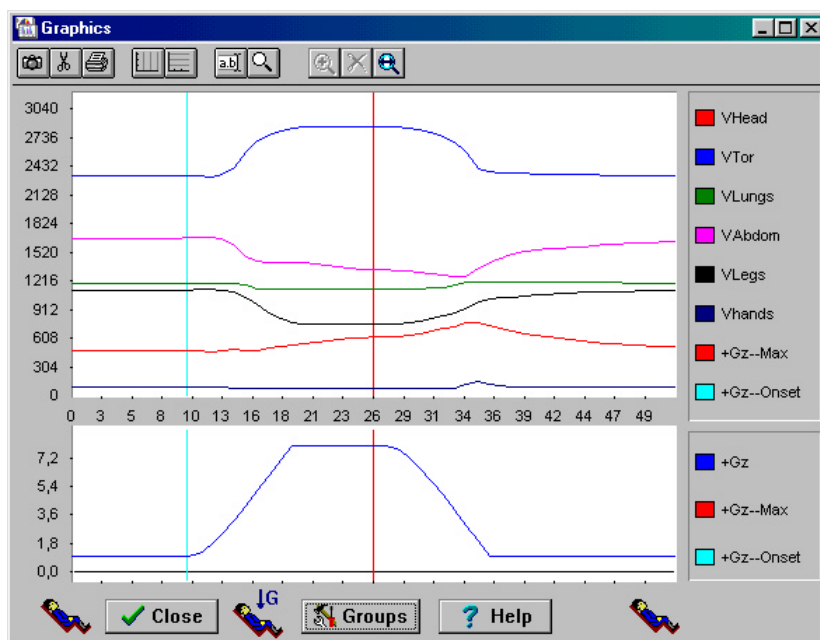 Graphics
a.b
3040
2736
2432
2128
1824
1520
1216
912
608
304
0
0 3 5 8 10 13 16 18 21 23 26 29 31 34 36 39 42 44 47 49
VHead
VTor
VLungs
VAbdom
VLegs
Vhands
+Gz--Max
+Gz--Onset
7,2
5,4
3,6
1,8
0,0
+Gz
+Gz--Max
+Gz--Onset
G
Close
Groups
? Help